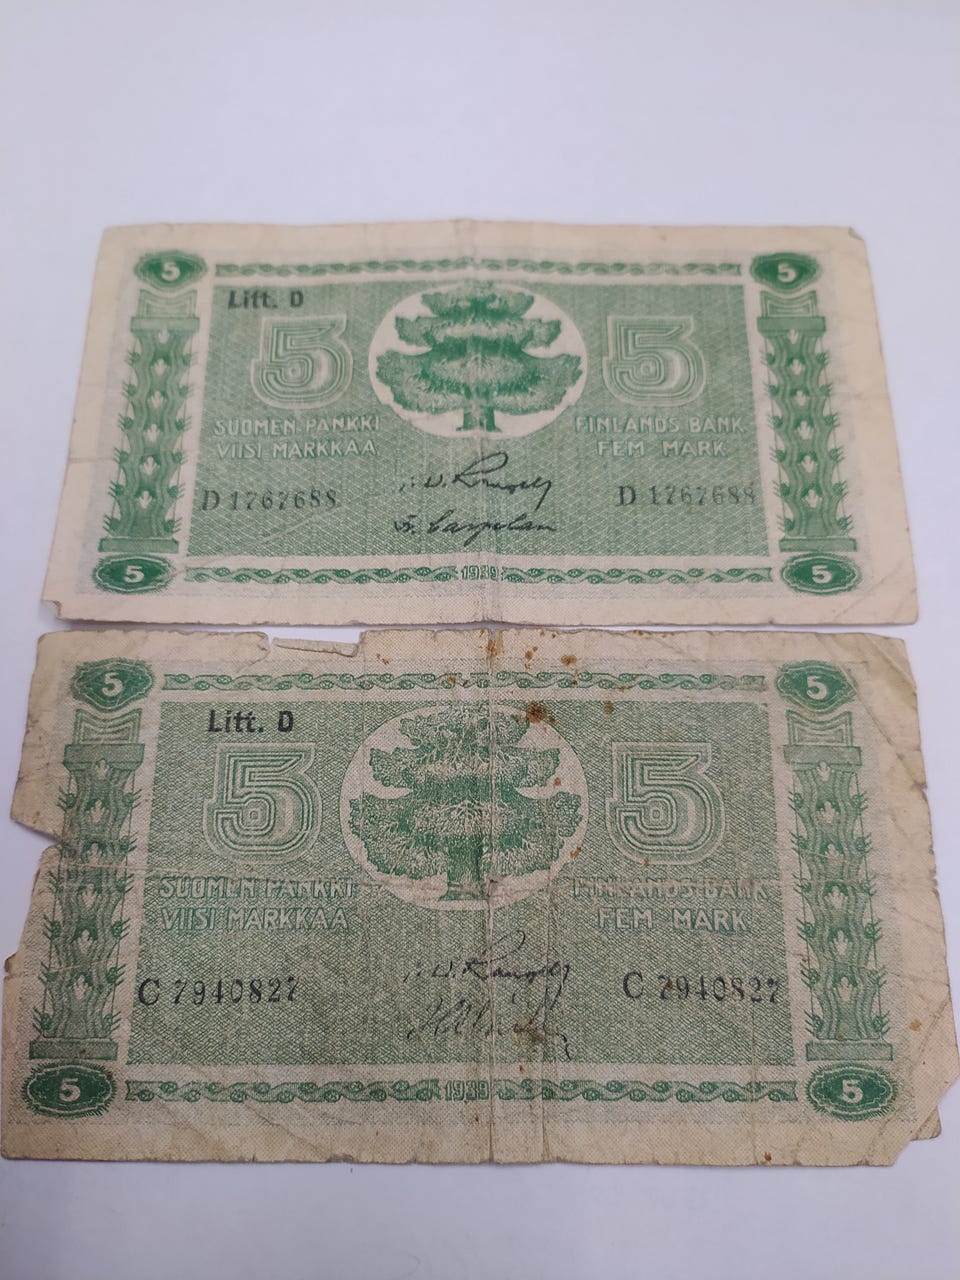 5 5
Litt. D
5 5
SUOMEN PANKKI FINLANDS BANK
VIISI MARKKAA FEM MARK
D 1767688 D 1767688
5 1939 5
5 5
Litt. D
5 5
SUOMEN PANKKI FINLANDS BANK
VIISI MARKKAA FEM MARK
C 7940827 C 7940827
5 1939 5